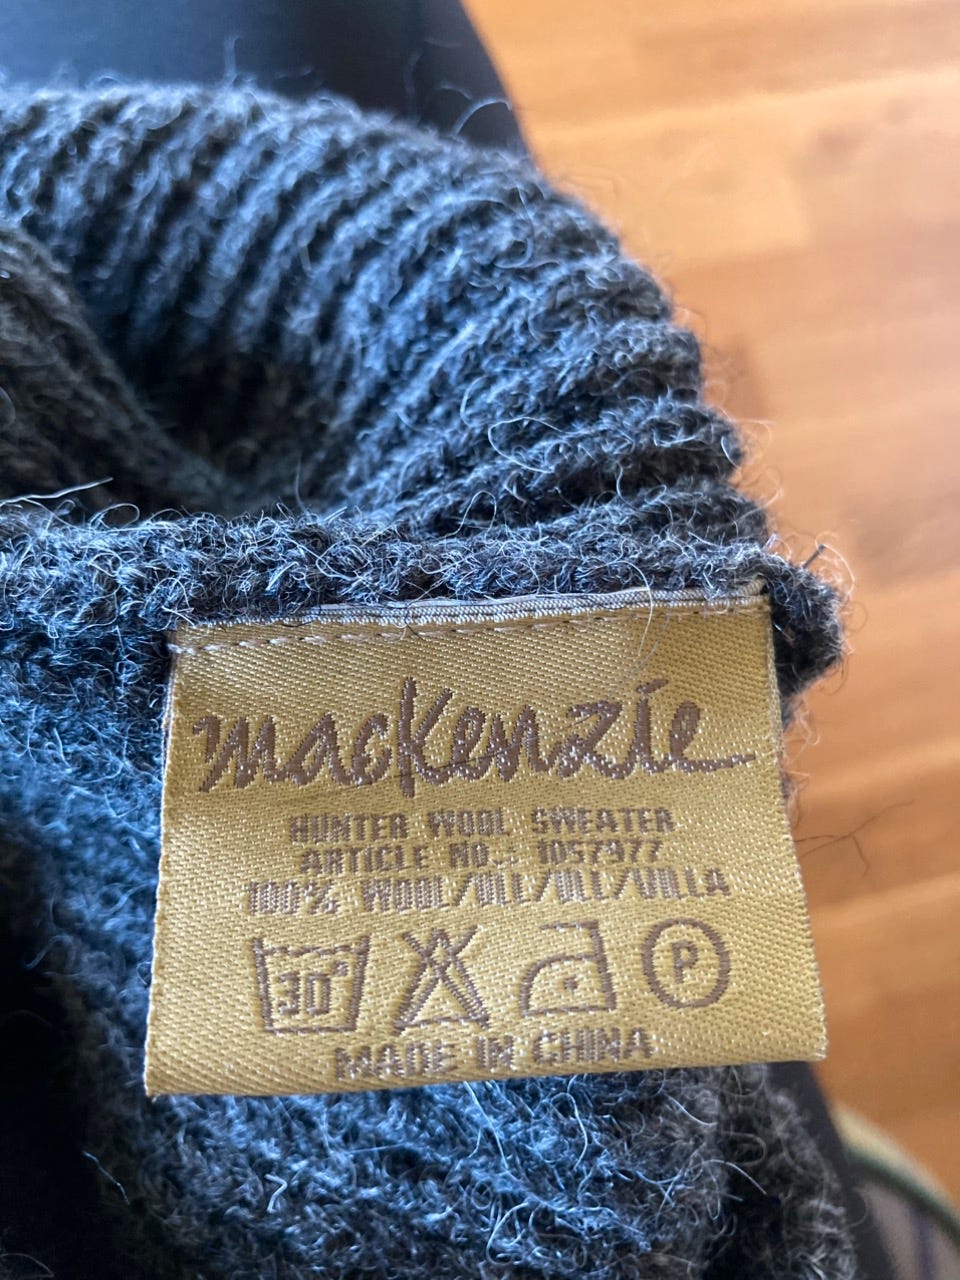 macKenzie
HUNTER WOOL SWEATER
ARTICLE NO.: 1057977
100% WOOL/ULL/ULL/VILLA
30°
P
MADE IN CHINA